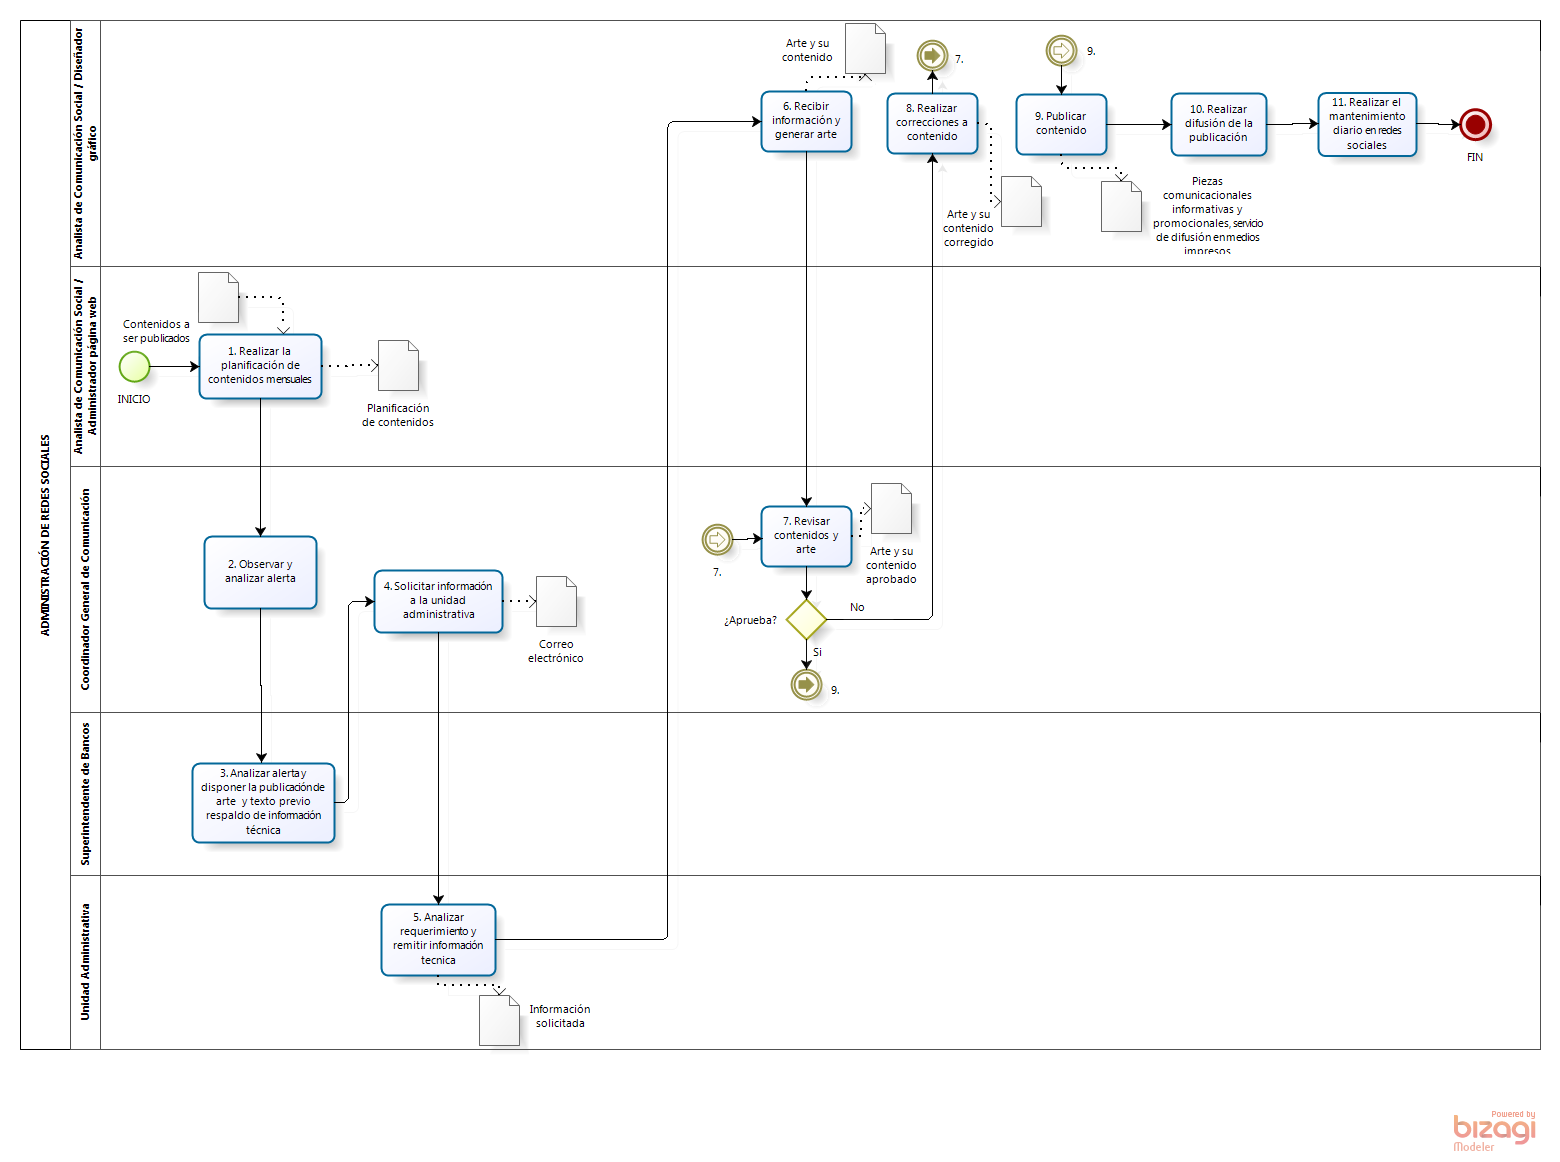 ADMINISTRACIÓN DE REDES SOCIALES
Analista de Comunicación Social / Diseñador
gráfico
Arte y su
contenido
6. Recibir
información y
generar arte
7.
8. Realizar
correcciones a
contenido
Arte y su
contenido
corregido
9.
9. Publicar
contenido
Piezas
comunicacionales
informativas y
promocionales, servicio
de difusión en medios
impresos
10. Realizar
difusión de la
publicación
11. Realizar el
mantenimiento
diario en redes
sociales
FIN
Analista de Comunicación Social /
Administrador página web
Contenidos a
ser publicados
INICIO
1. Realizar la
planificación de
contenidos mensuales
Planificación
de contenidos
Coordinador General de Comunicación
2. Observar y
analizar alerta
4. Solicitar información
a la unidad
administrativa
Correo
electrónico
7.
7. Revisar
contenidos y
arte
Arte y su
contenido
aprobado
¿Aprueba?
No
Si
9.
Superintendente de Bancos
3. Analizar alerta y
disponer la publicación de
arte y texto previo
respaldo de información
técnica
Unidad Administrativa
5. Analizar
requerimiento y
remitir información
tecnica
Información
solicitada
Powered by
bizagi
Modeler